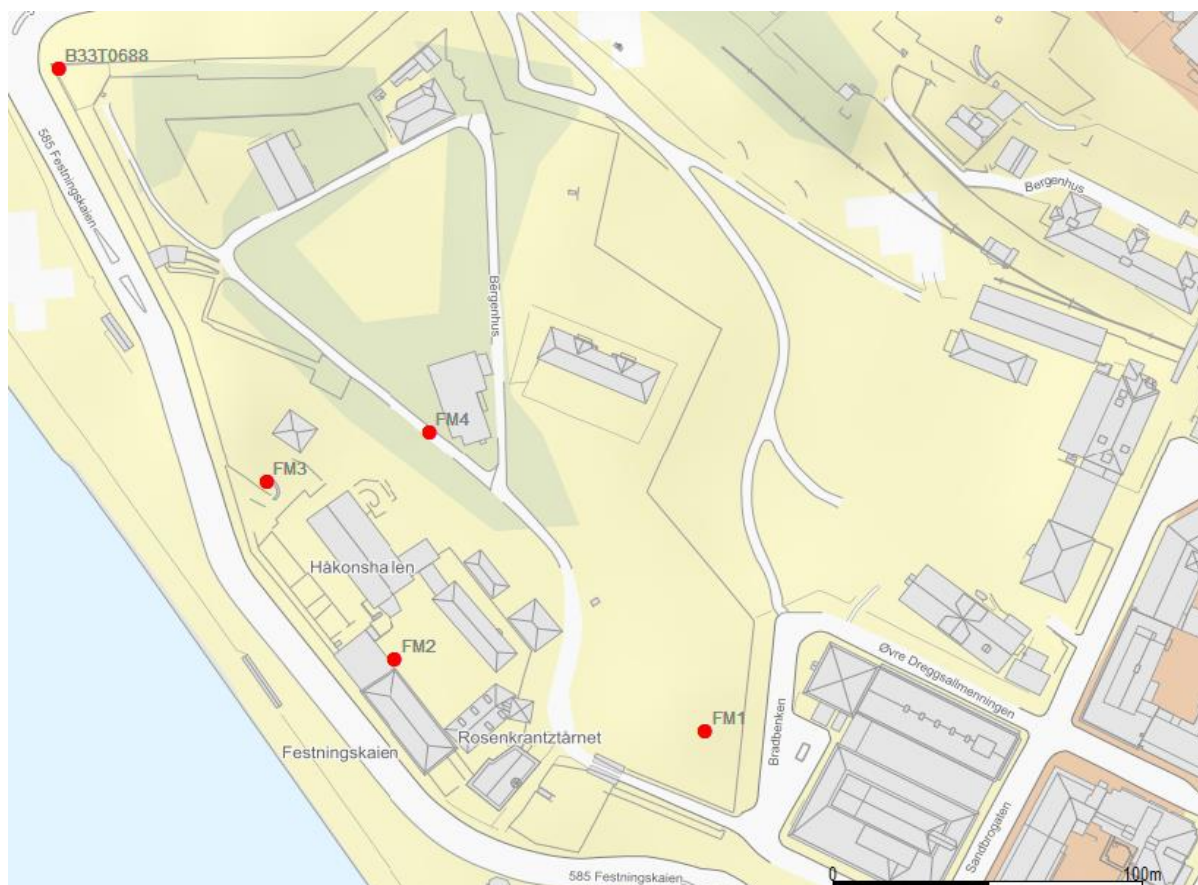 B33T0688
585 Festningskaien
Bergenhus
Bergenhus
FM4
FM3
Håkonshallen
FM2
Øvre Dreggsallmenningen
Rosenkrantztårnet
FM1
Festningskaien
Bradbenken
Sandbrogaten
585 Festningskaien
0 100m